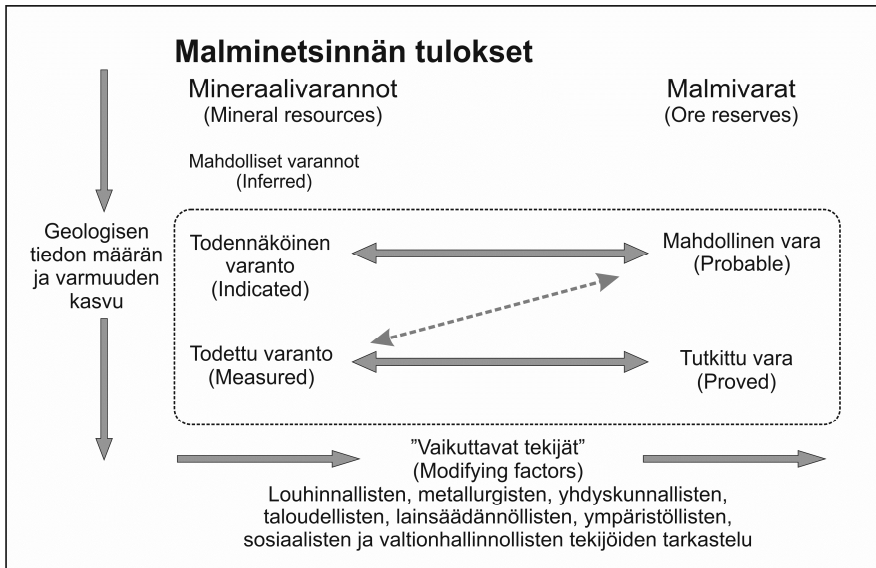 Malminetsinnän tulokset
Mineraalivarannot
(Mineral resources)
Malmivarat
(Ore reserves)
Mahdolliset varannot
(Inferred)
Geologisen
tiedon määrän
ja varmuuden
kasvu
Todennäköinen
varanto
(Indicated)
Mahdollinen vara
(Probable)
Todettu varanto
(Measured)
Tutkittu vara
(Proved)
”Vaikuttavat tekijät”
(Modifying factors)
Louhinnallisten, metallurgisten, yhdyskunnallisten,
taloudellisten, lainsäädännöllisten, ympäristöllisten,
sosiaalisten ja valtionhallinnollisten tekijöiden tarkastelu